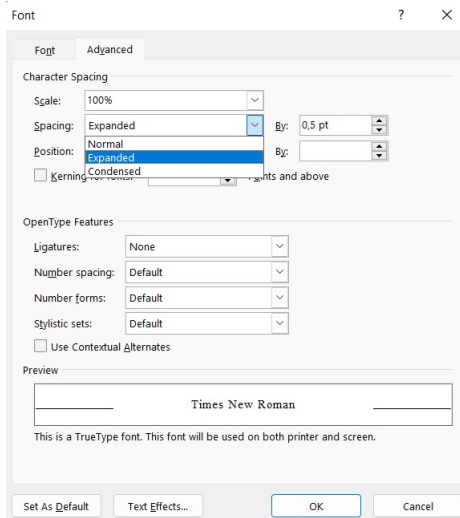 Font ? ×
Font Advanced
Character Spacing
Scale: 100%
Spacing: Expanded By: 0,5 pt
Normal
Position: By:
Expanded
Condensed
Kerning for fonts: Points and above
OpenType Features
Ligatures: None
Number spacing: Default
Number forms: Default
Stylistic sets: Default
Use Contextual Alternates
Preview
Times New Roman
This is a TrueType font. This font will be used on both printer and screen.
Set As Default Text Effects... OK Cancel